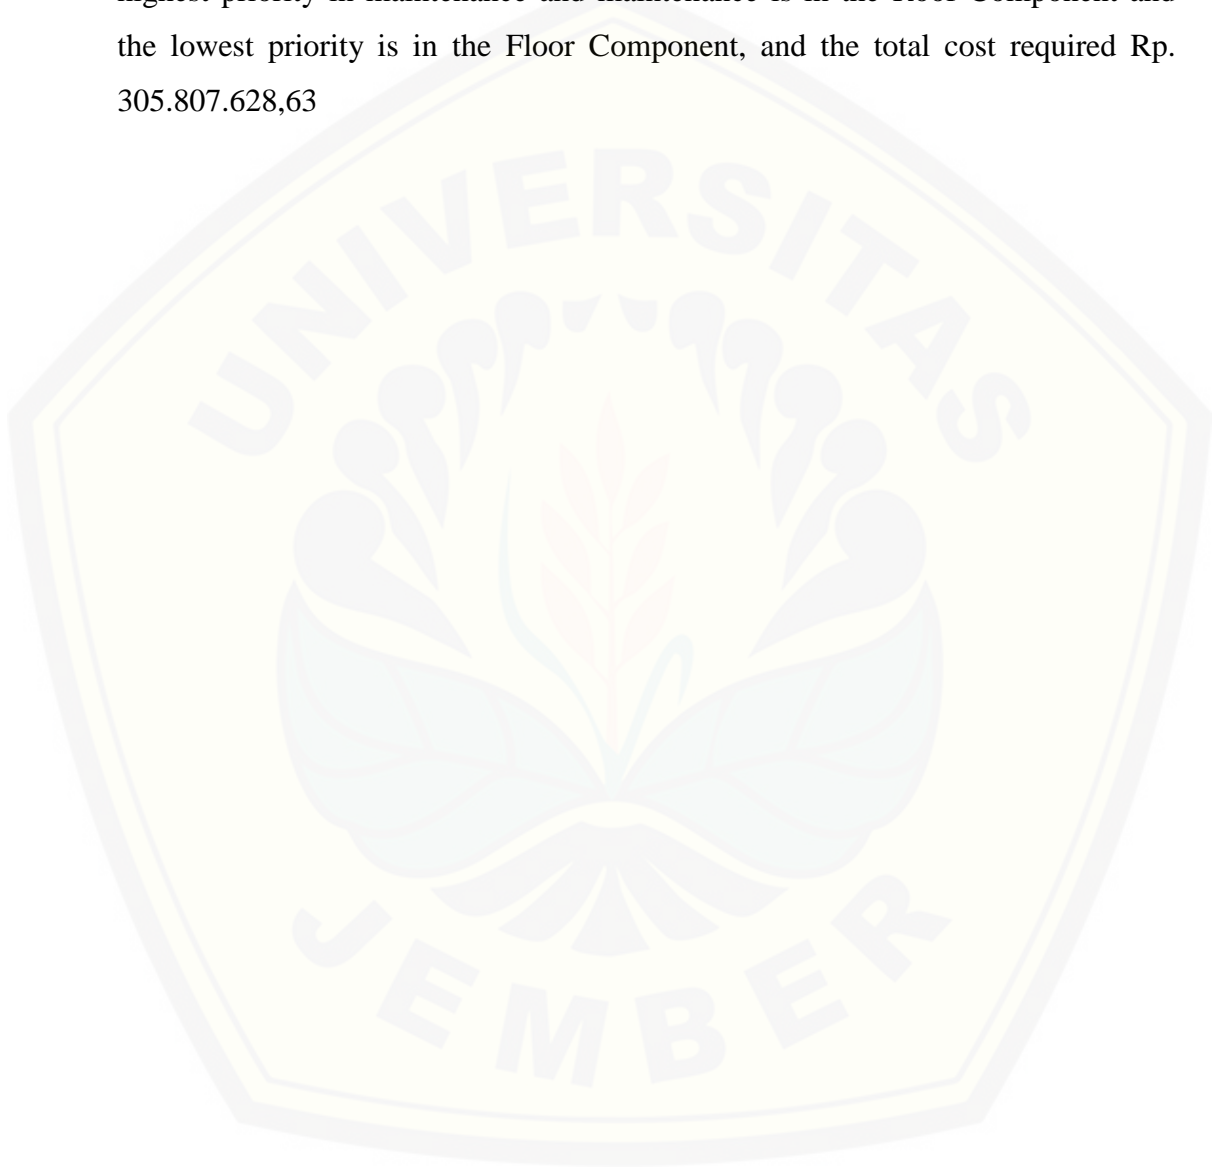 highest priority in maintenance and maintenance is in the Roof Component and
the lowest priority is in the Floor Component, and the total cost required Rp.
305.807.628,63
UNIVERSITAS
JEMBER